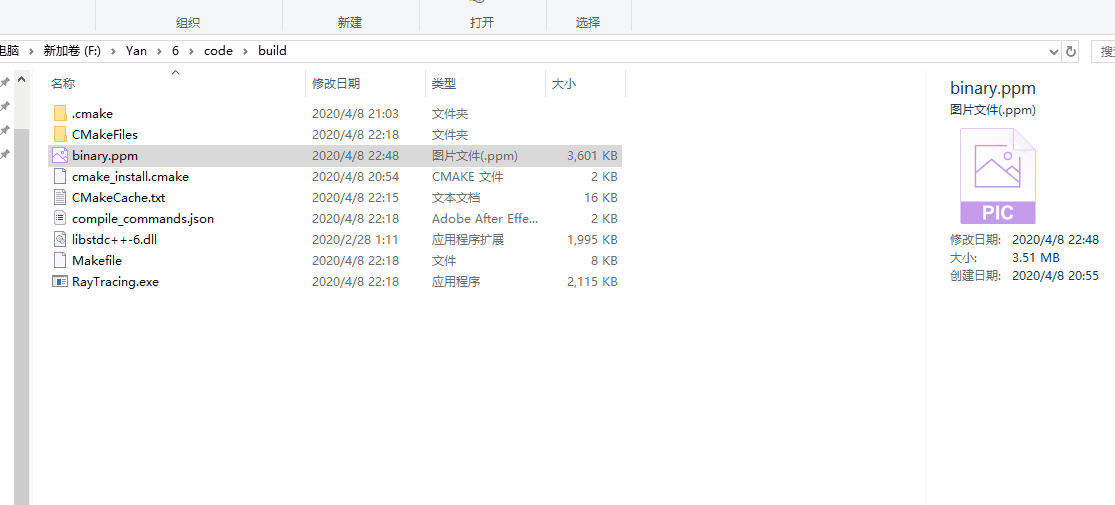 组织 新建 打开 选择
电脑 › 新加卷 (F:) › Yan › 6 › code › build
名称 修改日期 类型 大小
.cmake 2020/4/8 21:03 文件夹
CMakeFiles 2020/4/8 22:18 文件夹
binary.ppm 2020/4/8 22:48 图片文件(.ppm) 3,601 KB
cmake_install.cmake 2020/4/8 20:54 CMAKE 文件 2 KB
CMakeCache.txt 2020/4/8 22:15 文本文档 16 KB
compile_commands.json 2020/4/8 22:18 Adobe After Effe... 2 KB
libstdc++-6.dll 2020/2/28 1:11 应用程序扩展 1,995 KB
Makefile 2020/4/8 22:18 文件 8 KB
RayTracing.exe 2020/4/8 22:18 应用程序 2,115 KB
binary.ppm
图片文件(.ppm)
PIC
修改日期: 2020/4/8 22:48
大小: 3.51 MB
创建日期: 2020/4/8 20:55